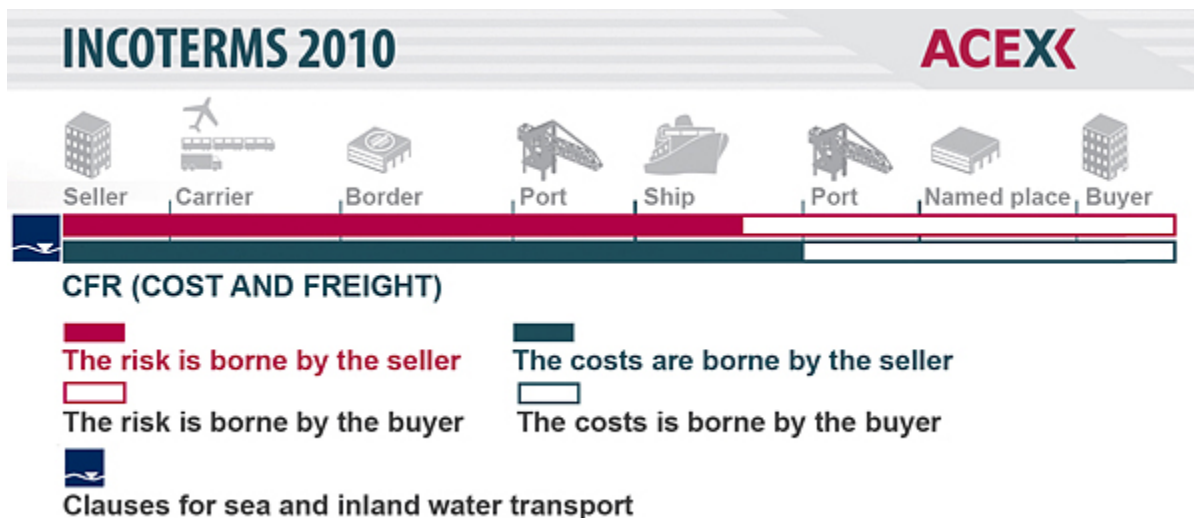 INCOTERMS 2010
ACEX
Seller Carrier Border Port Ship Port Named place Buyer
CFR (COST AND FREIGHT)
The risk is borne by the seller
The costs are borne by the seller
The risk is borne by the buyer
The costs is borne by the buyer
Clauses for sea and inland water transport